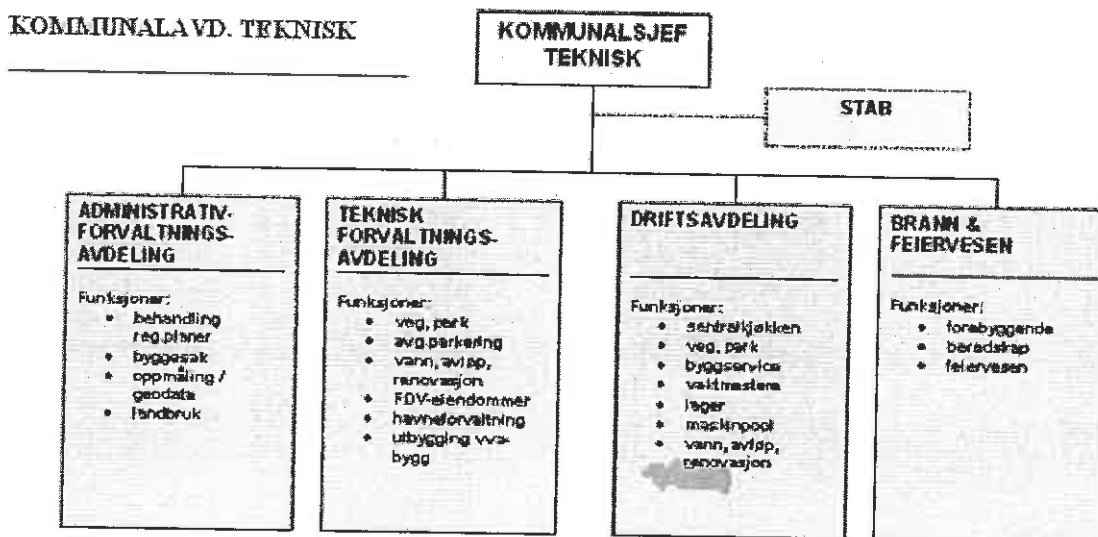 KOMMUNALAVD. TEKNISK
KOMMUNALSJEF
TEKNISK
STAB
ADMINISTRATIV-
FORVALTNINGS-
AVDELING
Funksjoner:
• behandling
reg.planer
• byggesak
• oppmåling /
geodata
• landbruk
TEKNISK
FORVALTNINGS-
AVDELING
Funksjoner:
• veg, park
• avg.parkering
• vann, avløp,
renovasjon
• FDV-eiendommer
• havneforvaltning
• utbygging vva-
bygg
DRIFTSAVDELING
Funksjoner:
• sentralkjøkken
• veg, park
• byggservice
• vaktmestere
• lager
• maskinpool
• vann, avløp,
renovasjon
BRANN &
FEIERVESEN
Funksjoner:
• forebyggende
• beredskap
• feiervesen